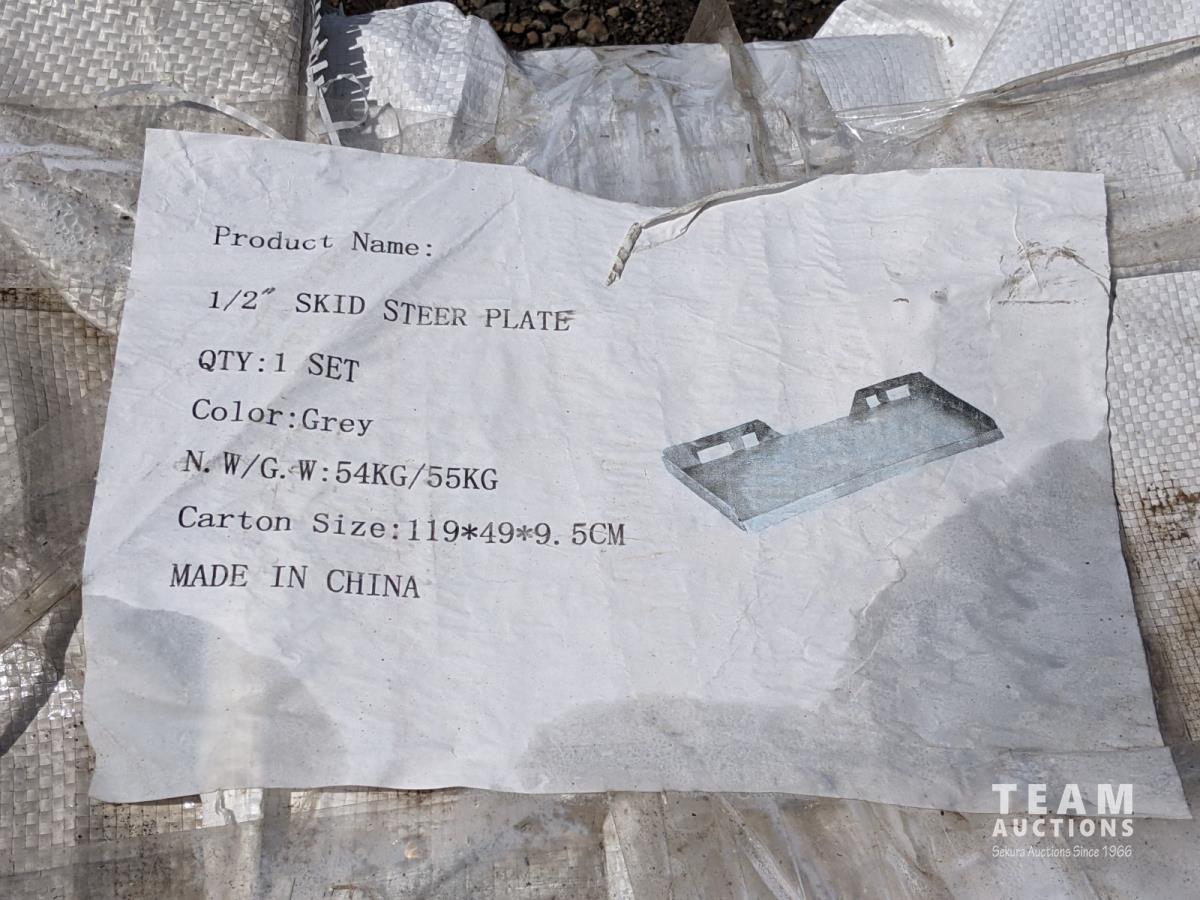 Product Name:
1/2" SKID STEER PLATE
QTY:1 SET
Color:Grey
N.W/G.W:54KG/55KG
Carton Size:119*49*9.5CM
MADE IN CHINA
TEAM
AUCTIONS
Sekura Auctions Since 1966